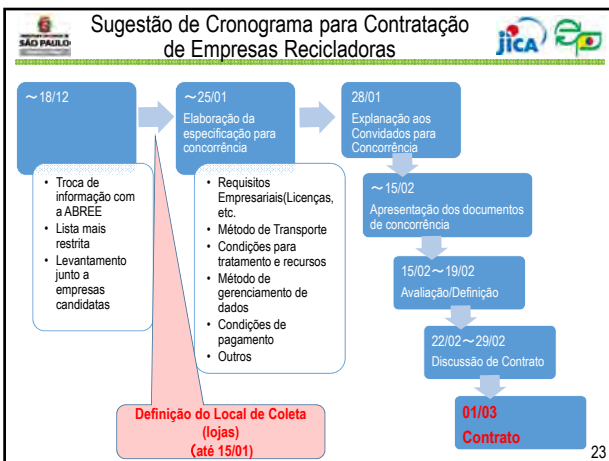 Sugestão de Cronograma para Contratação
de Empresas Recicladoras
SÃO PAULO
jICA
~18/12
~25/01
Elaboração da
especificação para
concorrência
28/01
Explanação aos
Convidados para
Concorrência
• Troca de
informação com
a ABREE
• Lista mais
restrita
• Levantamento
junto a
empresas
candidatas
• Requisitos
Empresariais(Licenças,
etc.
• Método de Transporte
• Condições para
tratamento e recursos
• Método de
gerenciamento de
dados
• Condições de
pagamento
• Outros
~15/02
Apresentação dos documentos
de concorrência
15/02~19/02
Avaliação/Definição
22/02~29/02
Discussão de Contrato
01/03
Contrato
Definição do Local de Coleta
(lojas)
(até 15/01)
23